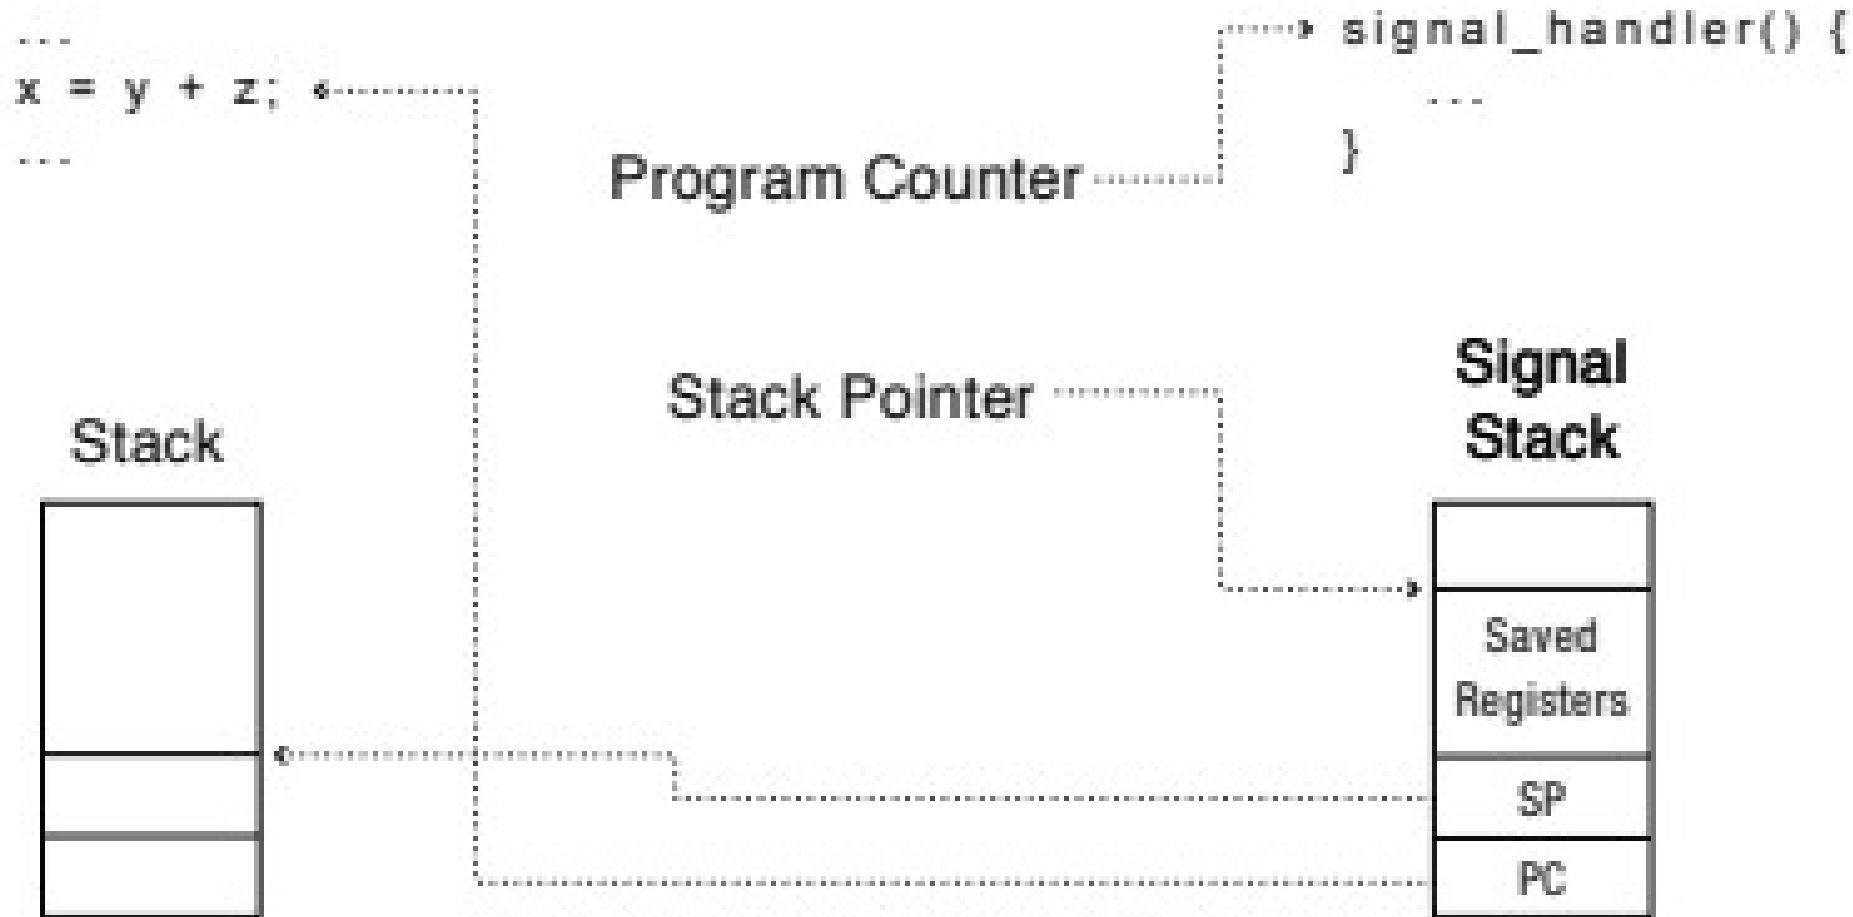 ...
x = y + z;
...
signal_handler() {
...
}
Program Counter
Stack Pointer
Stack
Signal
Stack
Saved
Registers
SP
PC